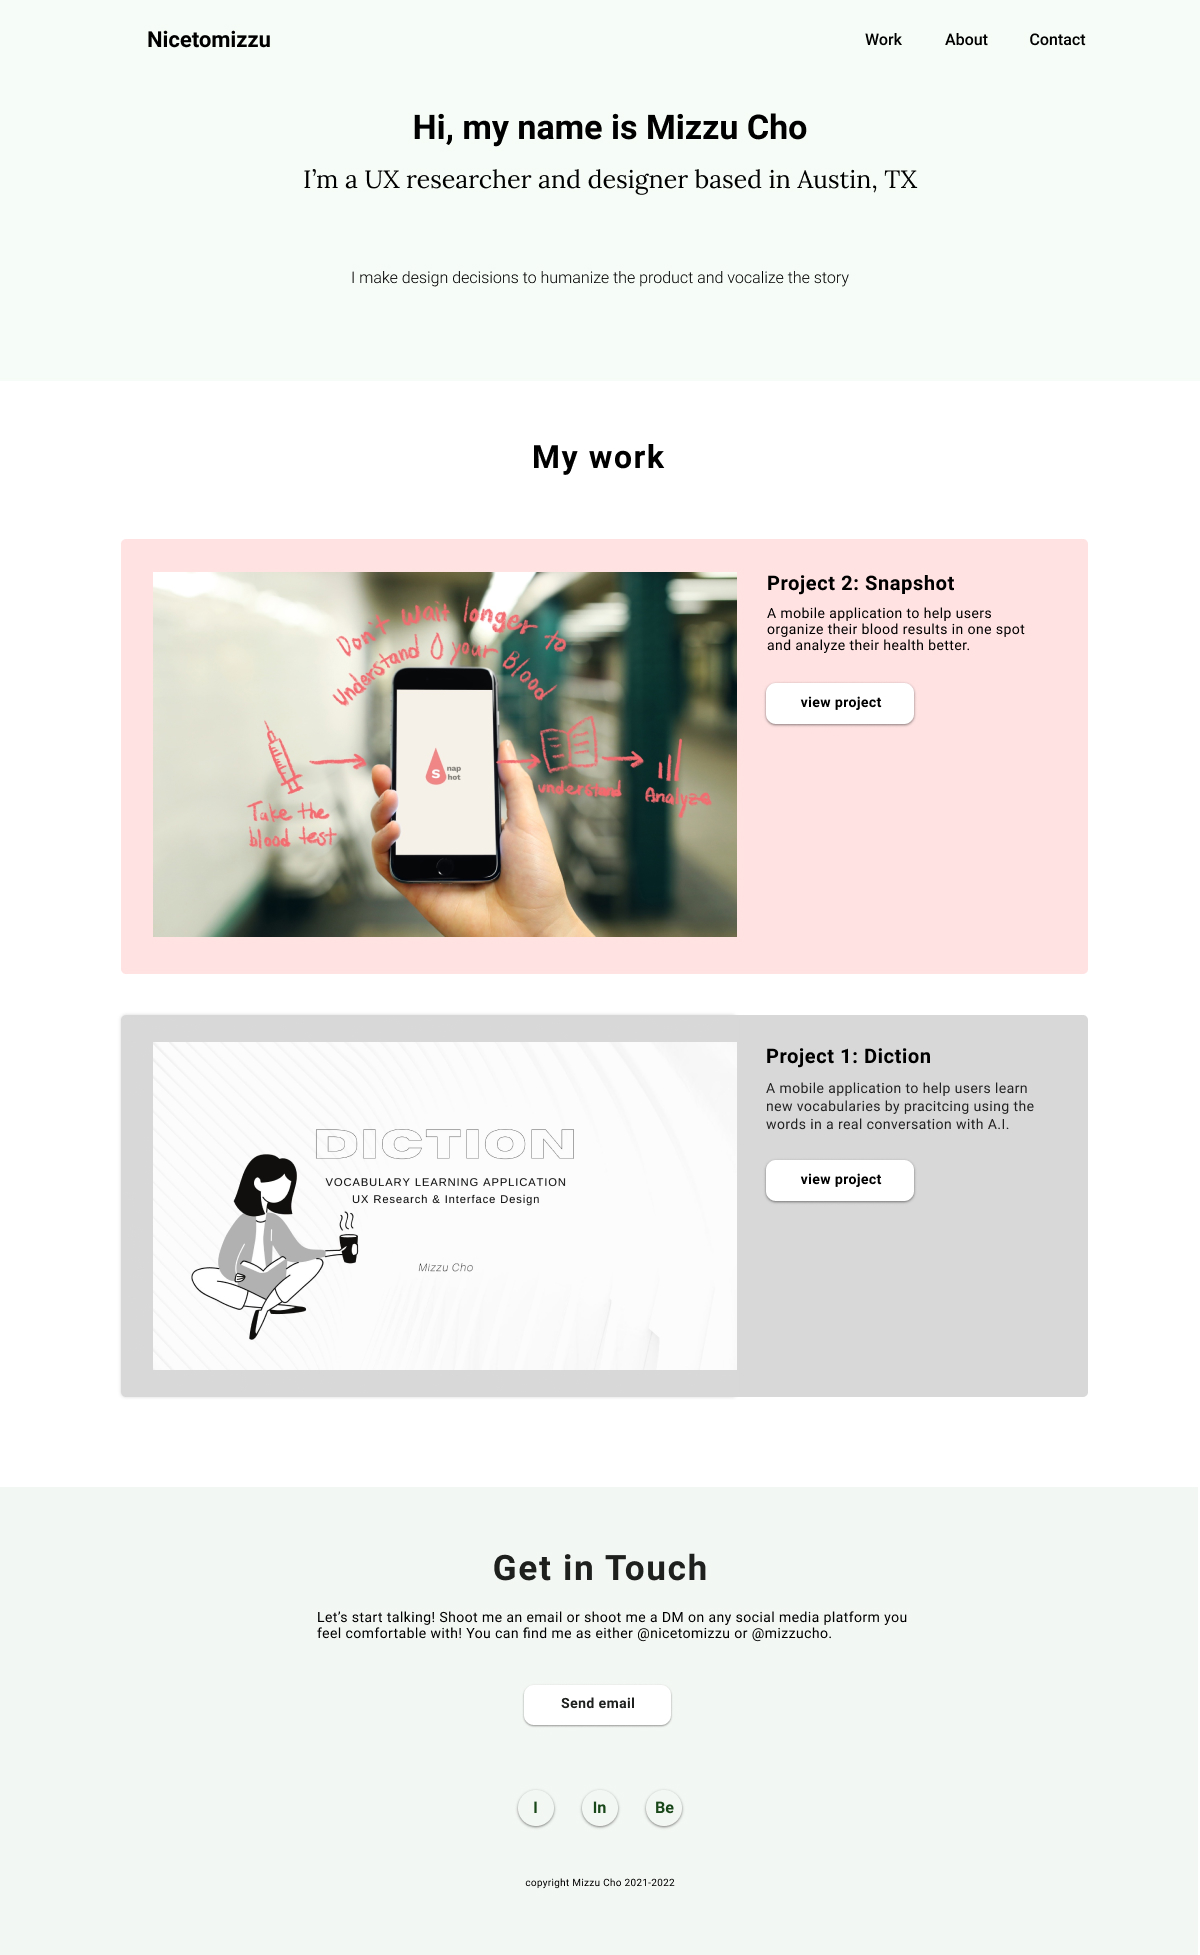 Nicetomizzu
Work About Contact
Hi, my name is Mizzu Cho
I’m a UX researcher and designer based in Austin, TX
I make design decisions to humanize the product and vocalize the story
My work
Don't wait longer to
understand your Blood
Take the
blood test
S nap
hot
understand
Analyze
Project 2: Snapshot
A mobile application to help users
organize their blood results in one spot
and analyze their health better.
view project
DICTION
VOCABULARY LEARNING APPLICATION
UX Research & Interface Design
Mizzu Cho
Project 1: Diction
A mobile application to help users learn
new vocabularies by pracitcing using the
words in a real conversation with A.I.
view project
Get in Touch
Let’s start talking! Shoot me an email or shoot me a DM on any social media platform you
feel comfortable with! You can find me as either @nicetomizzu or @mizzucho.
Send email
I In Be
copyright Mizzu Cho 2021-2022